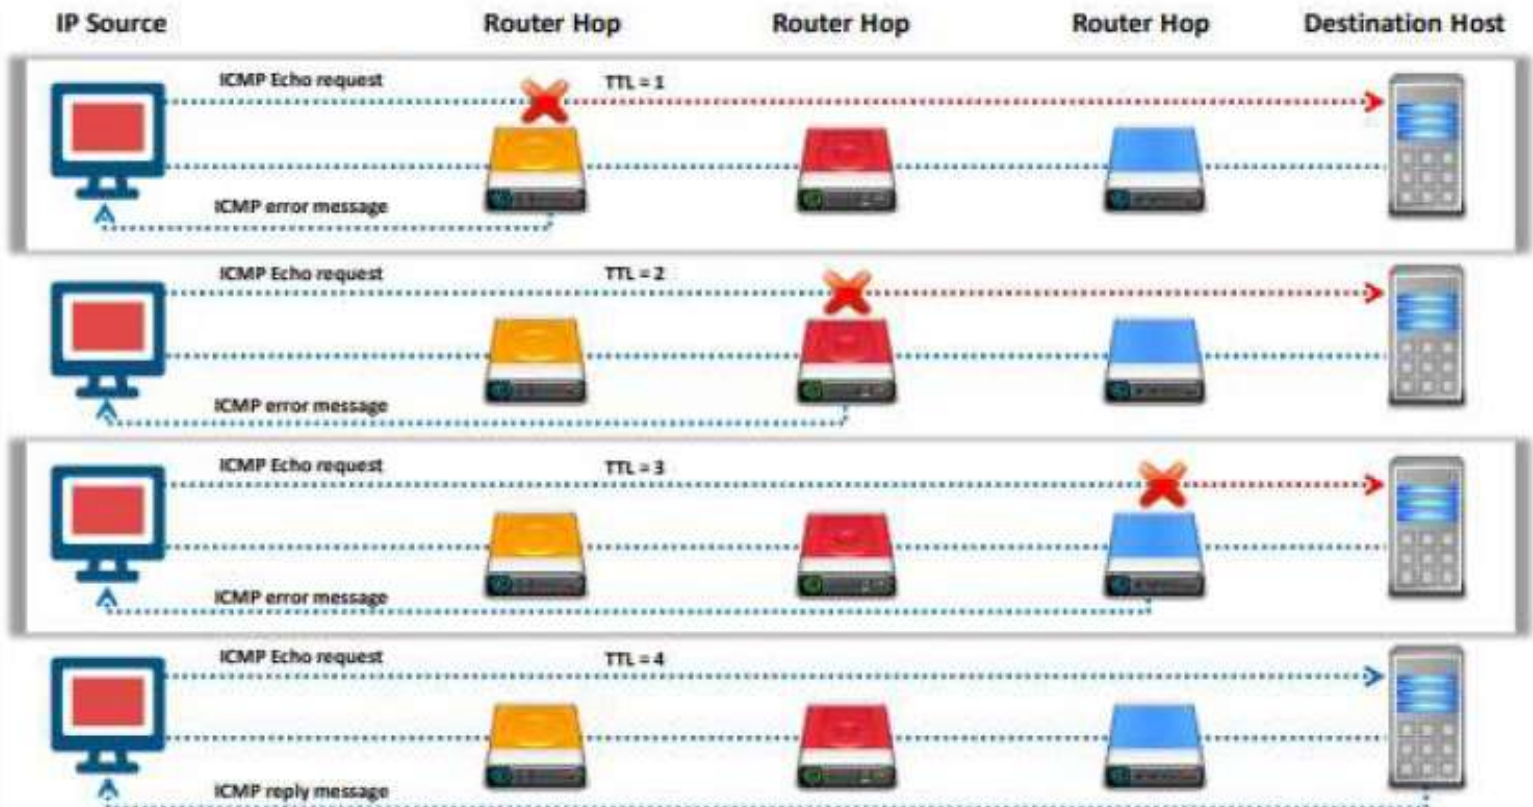 IP Source
Router Hop
Router Hop
Router Hop
Destination Host
ICMP Echo request
TTL = 1
ICMP error message
ICMP Echo request
TTL = 2
ICMP error message
ICMP Echo request
TTL = 3
ICMP error message
ICMP Echo request
TTL = 4
ICMP reply message